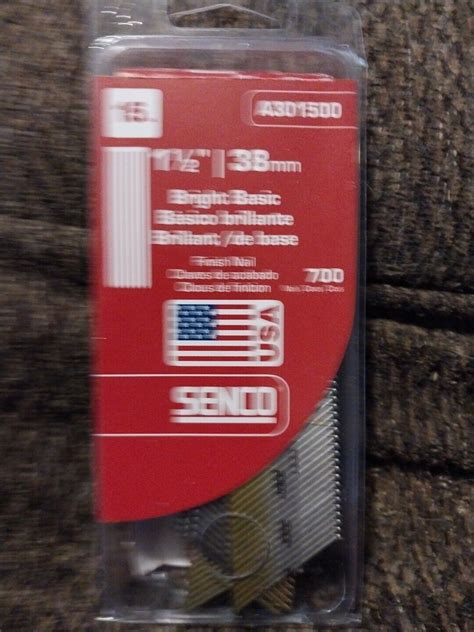 15.
A301500
1½" | 38mm
Bright Basic
Básico brillante
Brillant / de base
Finish Nail
Clavos de acabado
Clous de finition
700
USA
SENCO